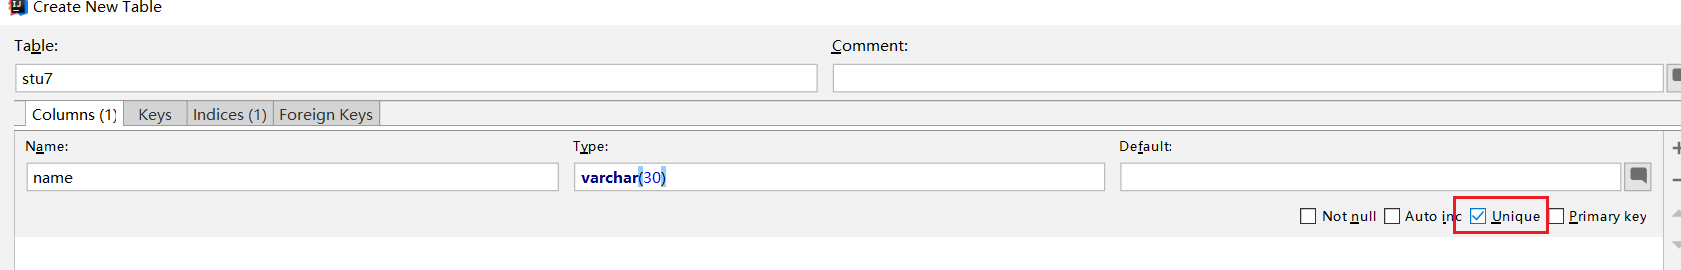 Create New Table
Table:
Comment:
stu7
Columns (1) Keys Indices (1) Foreign Keys
Name:
Type:
Default:
name
varchar(30)
Not null Auto inc Unique Primary key